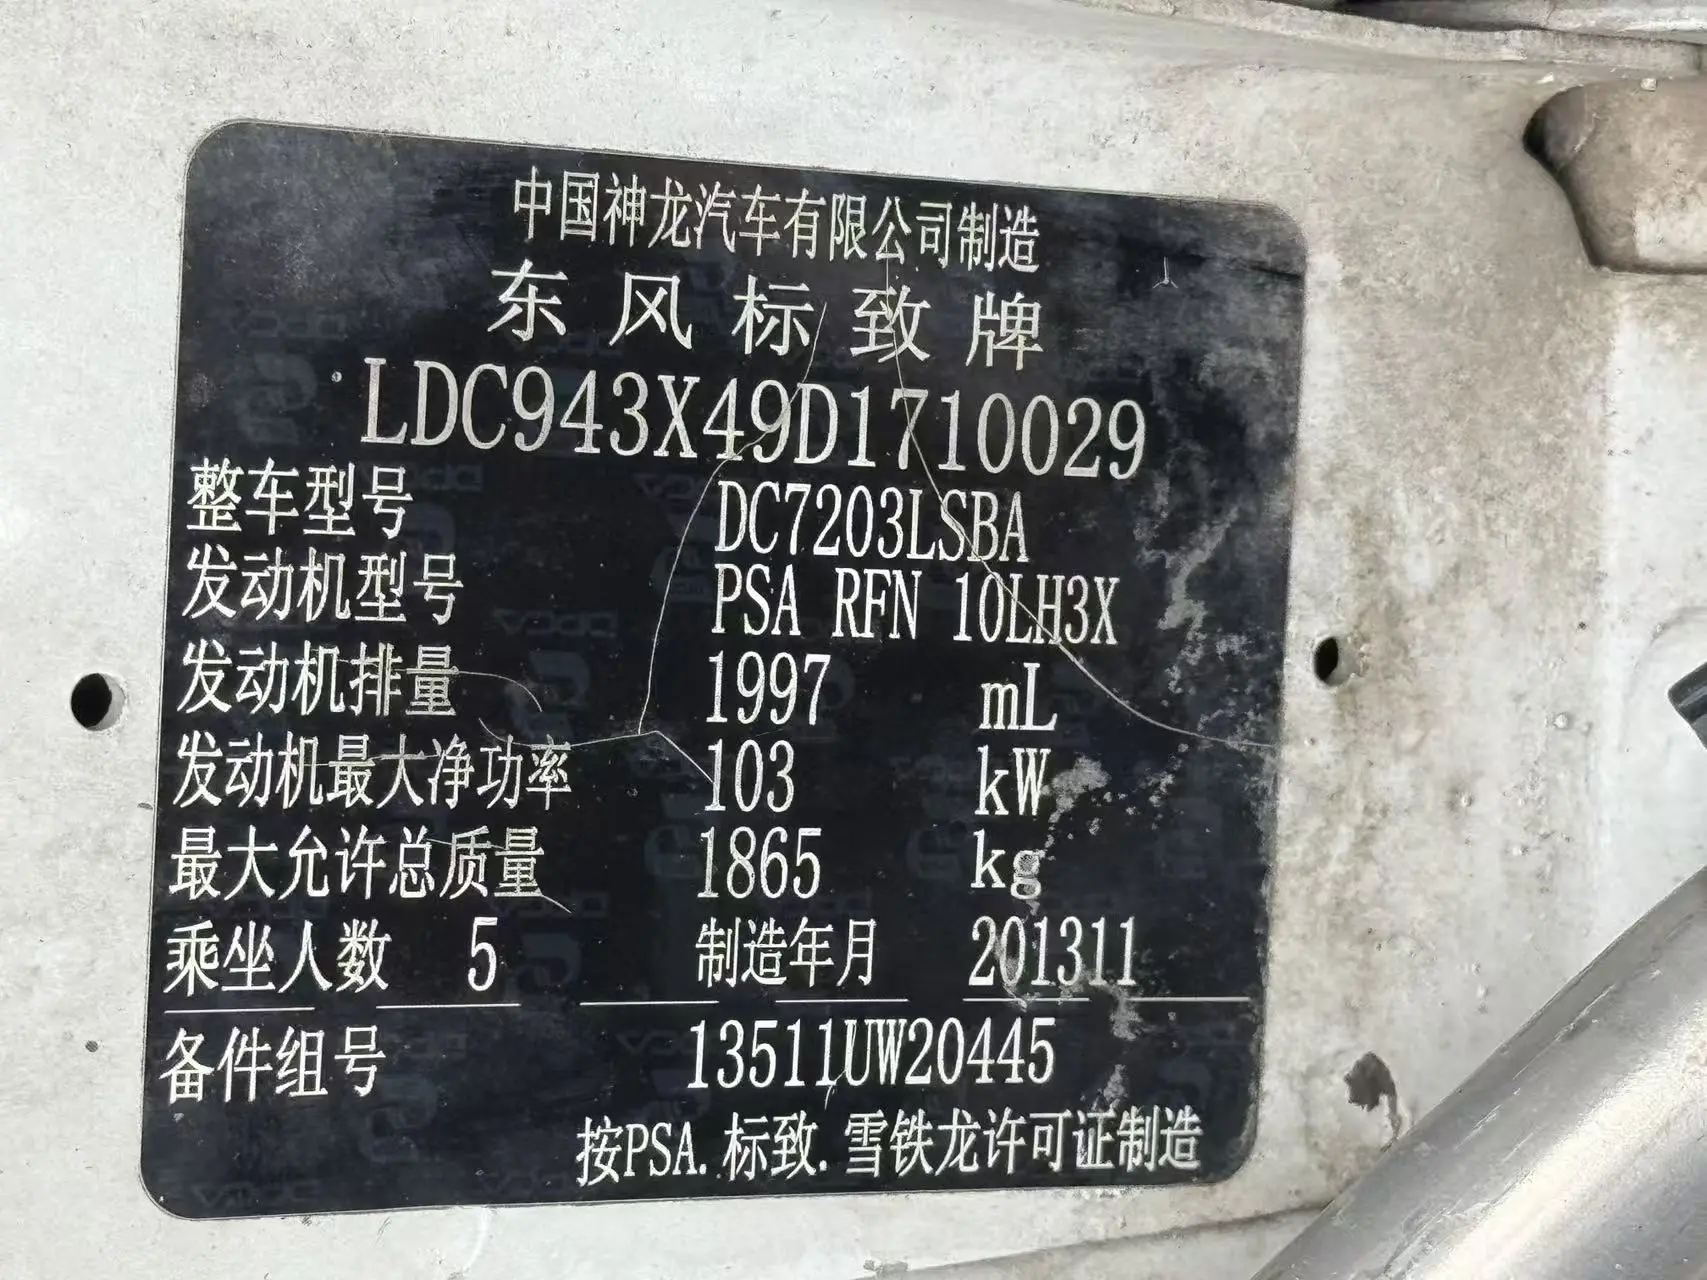 中国神龙汽车有限公司制造
东风标致牌
LDC943X49D1710029
整车型号 DC7203LSBA
发动机型号 PSA RFN 10LH3X
发动机排量 1997 mL
发动机最大净功率 103 kW
最大允许总质量 1865 kg
乘坐人数 5 制造年月 201311
备件组号 13511UW20445
按PSA.标致.雪铁龙许可证制造